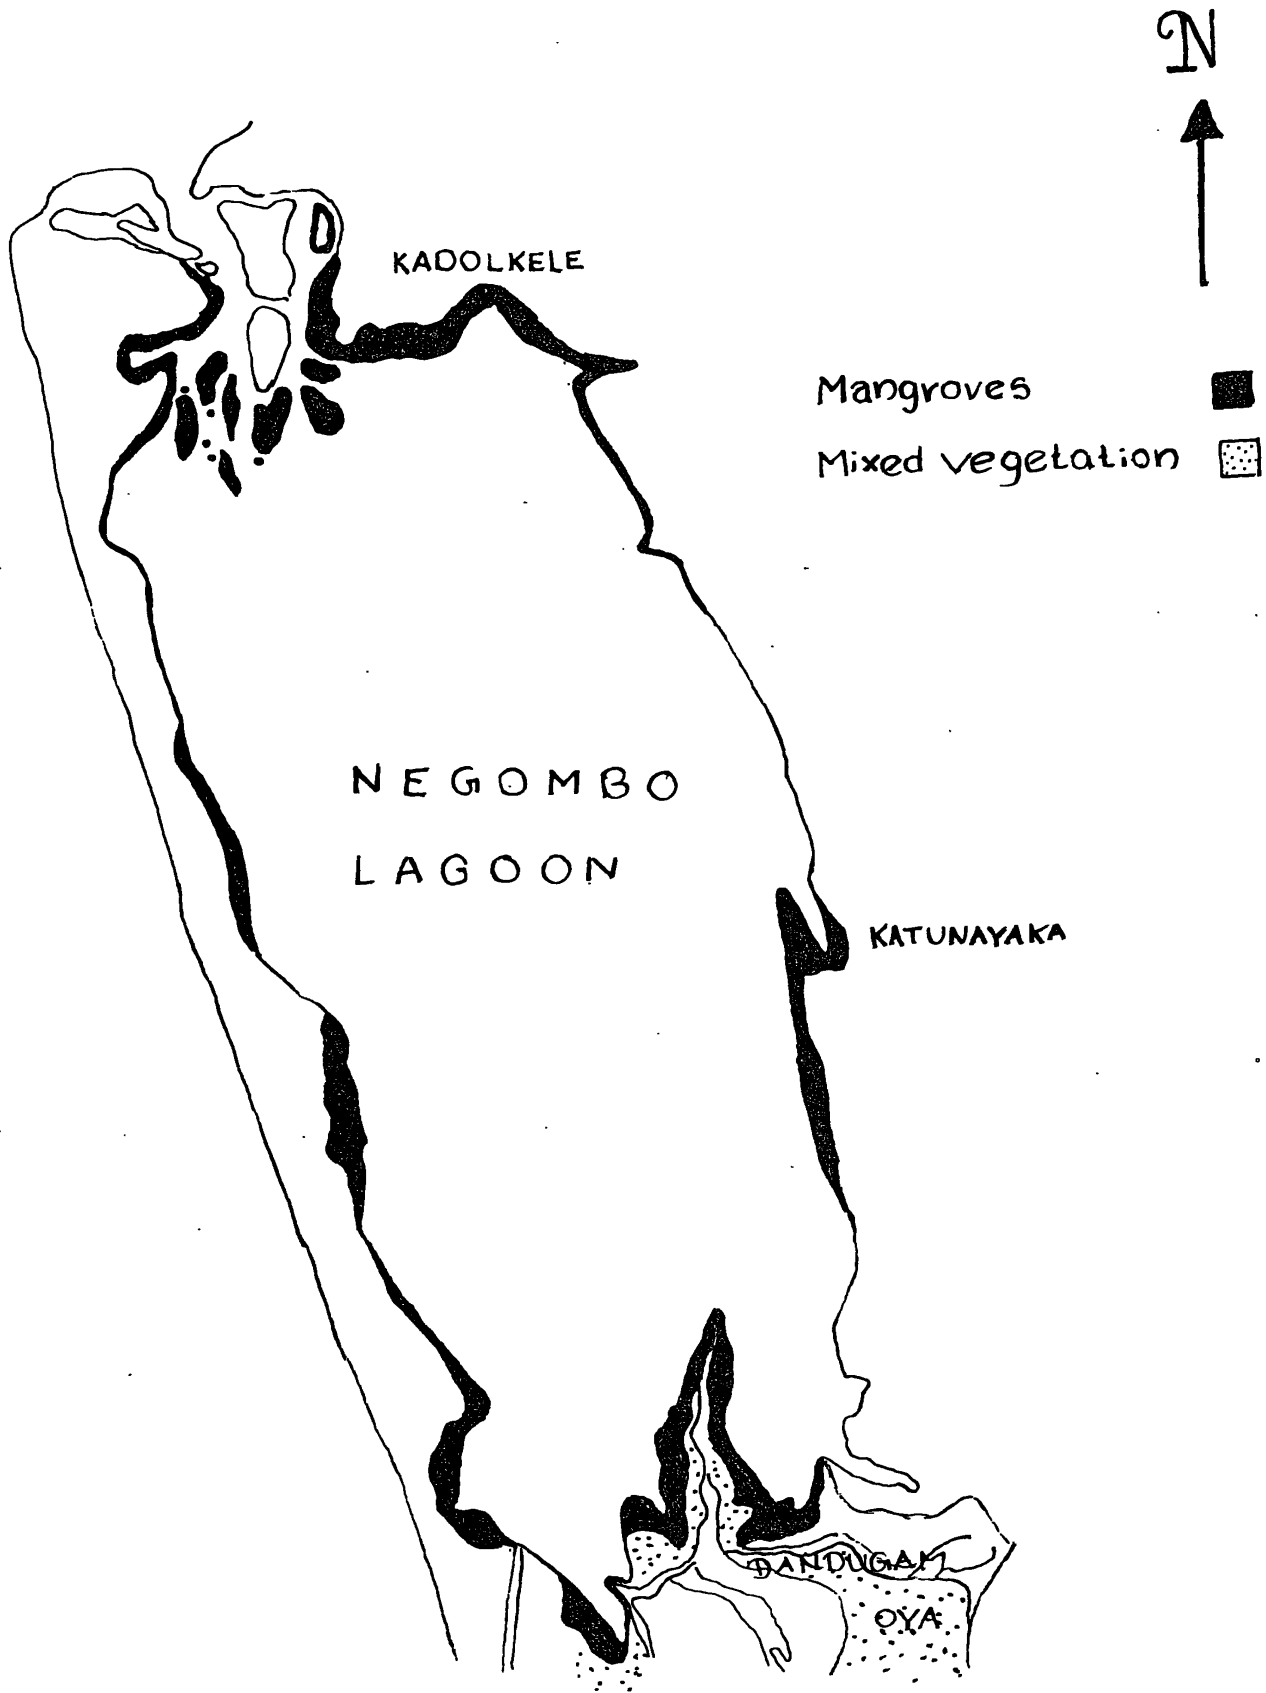 N
KADOLKELE
Mangroves
Mixed vegetation
NEGOMBO
LAGOON
KATUNAYAKA
DANDUGAM
OYA